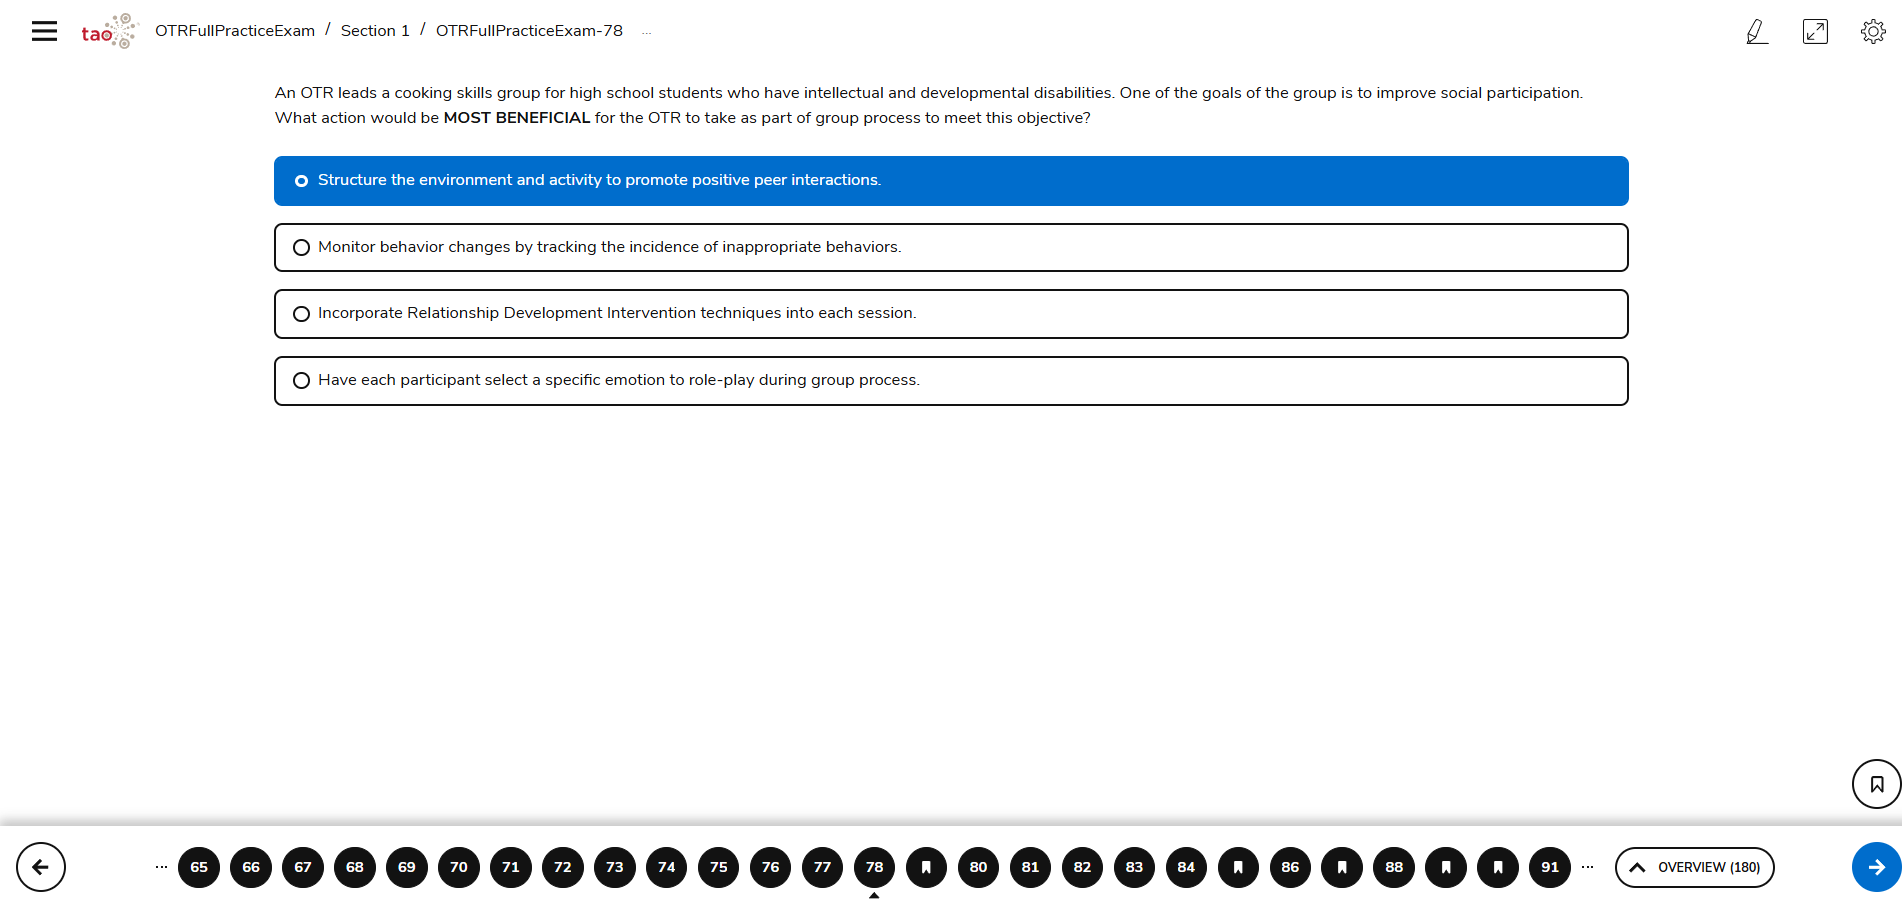 tao
OTRFullPracticeExam / Section 1 / OTRFullPracticeExam-78 ...
An OTR leads a cooking skills group for high school students who have intellectual and developmental disabilities. One of the goals of the group is to improve social participation.
What action would be MOST BENEFICIAL for the OTR to take as part of group process to meet this objective?
Structure the environment and activity to promote positive peer interactions.
Monitor behavior changes by tracking the incidence of inappropriate behaviors.
Incorporate Relationship Development Intervention techniques into each session.
Have each participant select a specific emotion to role-play during group process.
... 65 66 67 68 69 70 71 72 73 74 75 76 77 78 80 81 82 83 84 86 88 91 ... OVERVIEW (180)